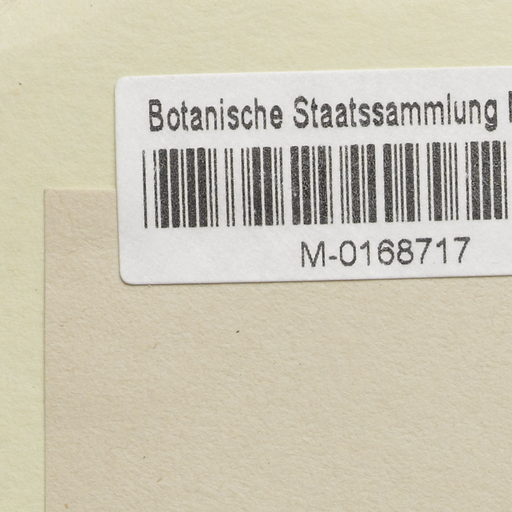 Botanische Staatssammlung
M-0168717